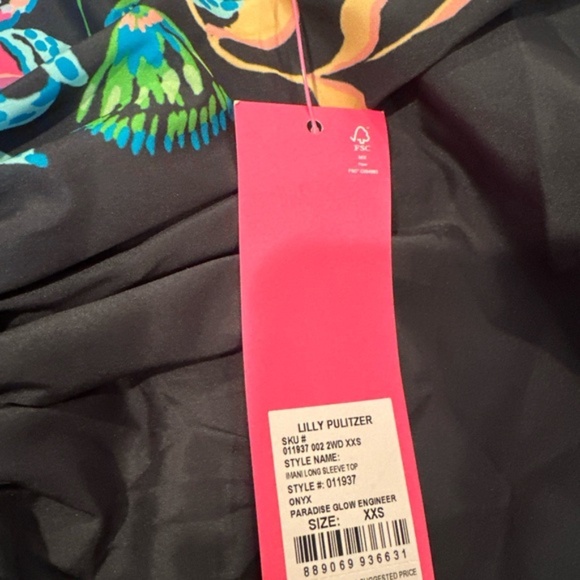 FSC
LILLY PULITZER
SKU #
011937 002 2WD XXS
STYLE NAME:
IMANI LONG SLEEVE TOP
STYLE #: 011937
ONYX
PARADISE GLOW ENGINEER
SIZE: XXS
889069 936631
SUGGESTED PRICE